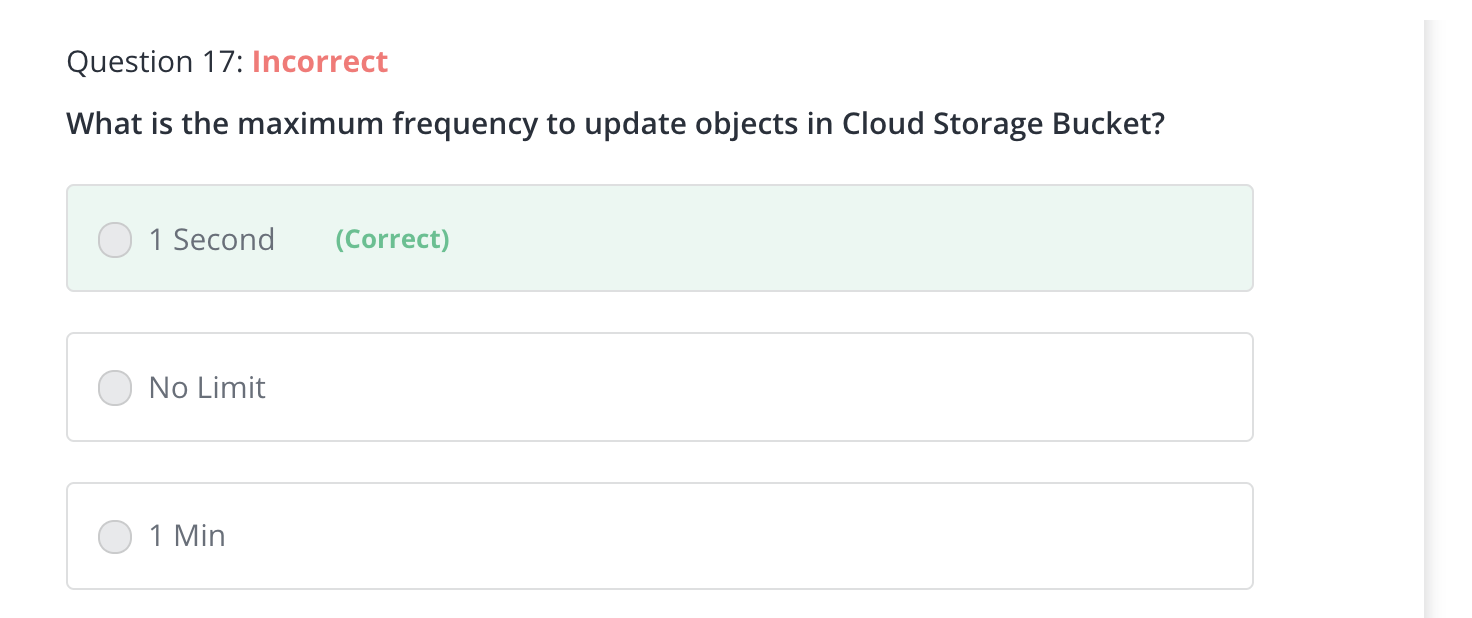 Question 17: Incorrect
What is the maximum frequency to update objects in Cloud Storage Bucket?
1 Second (Correct)
No Limit
1 Min